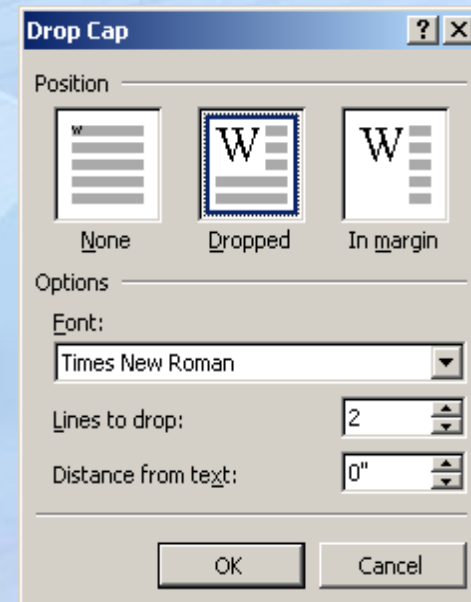 Drop Cap
Position
W W W
None Dropped In margin
Options
Font:
Times New Roman
Lines to drop: 2
Distance from text: 0"
OK Cancel